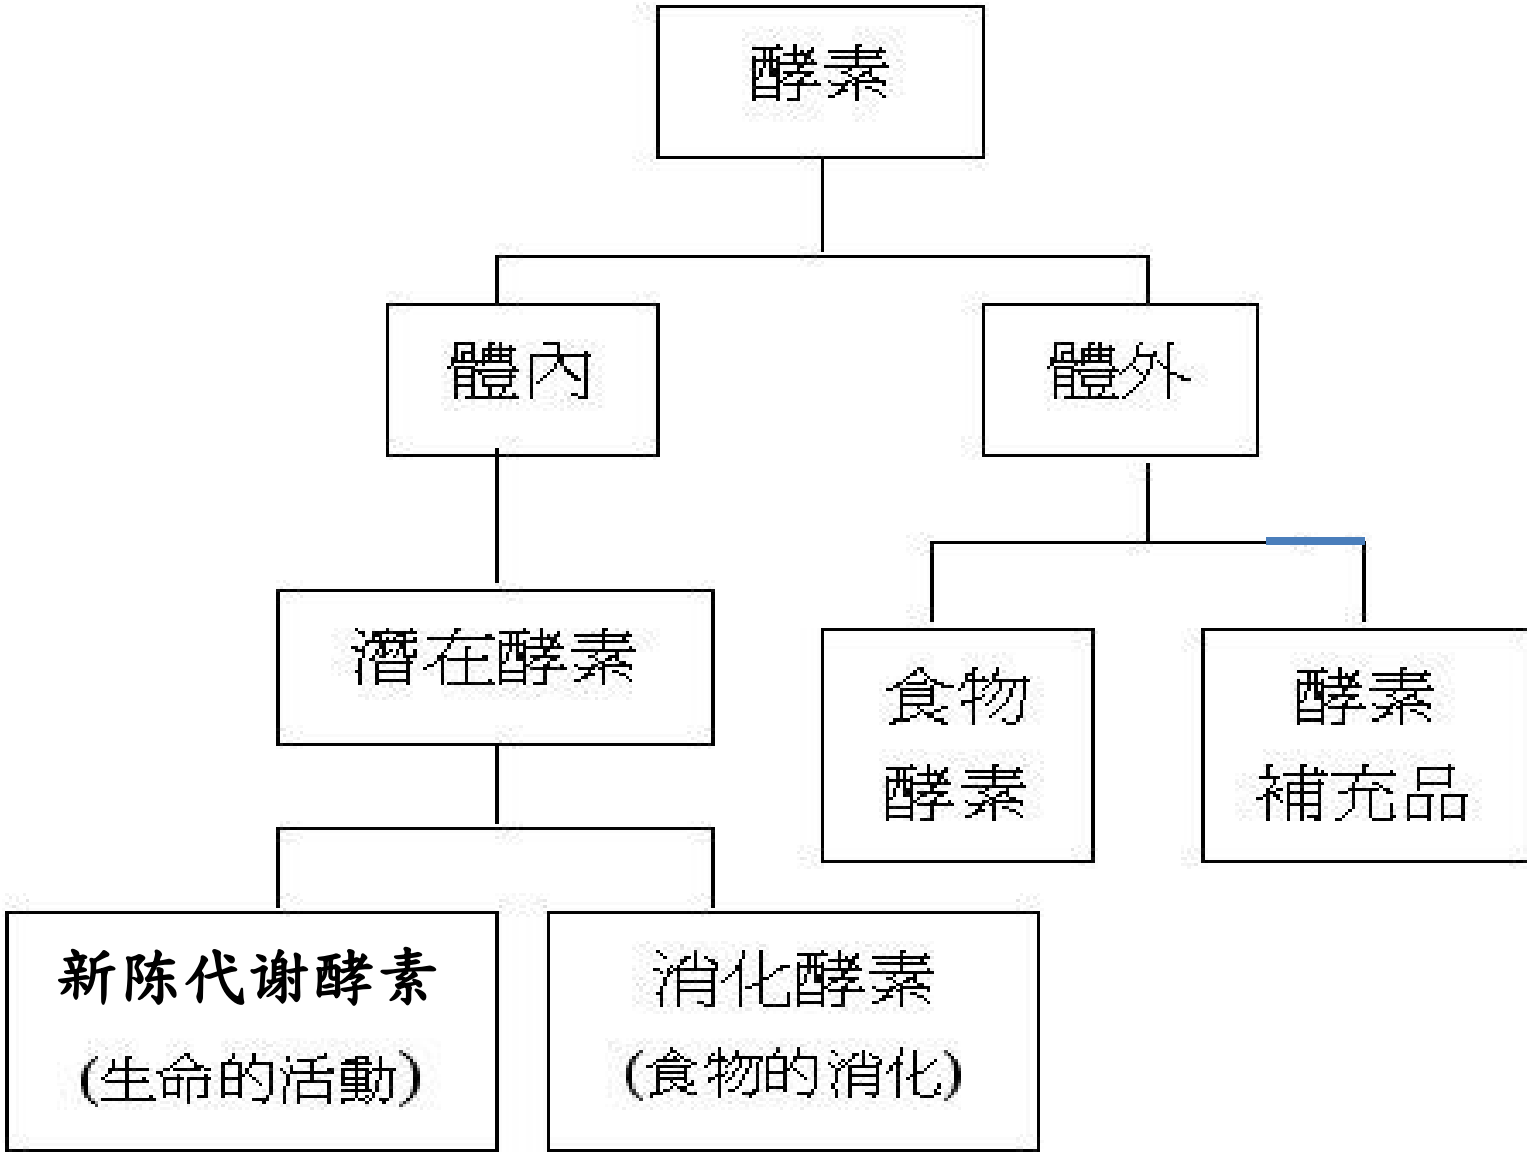 酵素
體內
體外
潛在酵素
食物
酵素
酵素
補充品
新陈代谢酵素
(生命的活動)
消化酵素
(食物的消化)